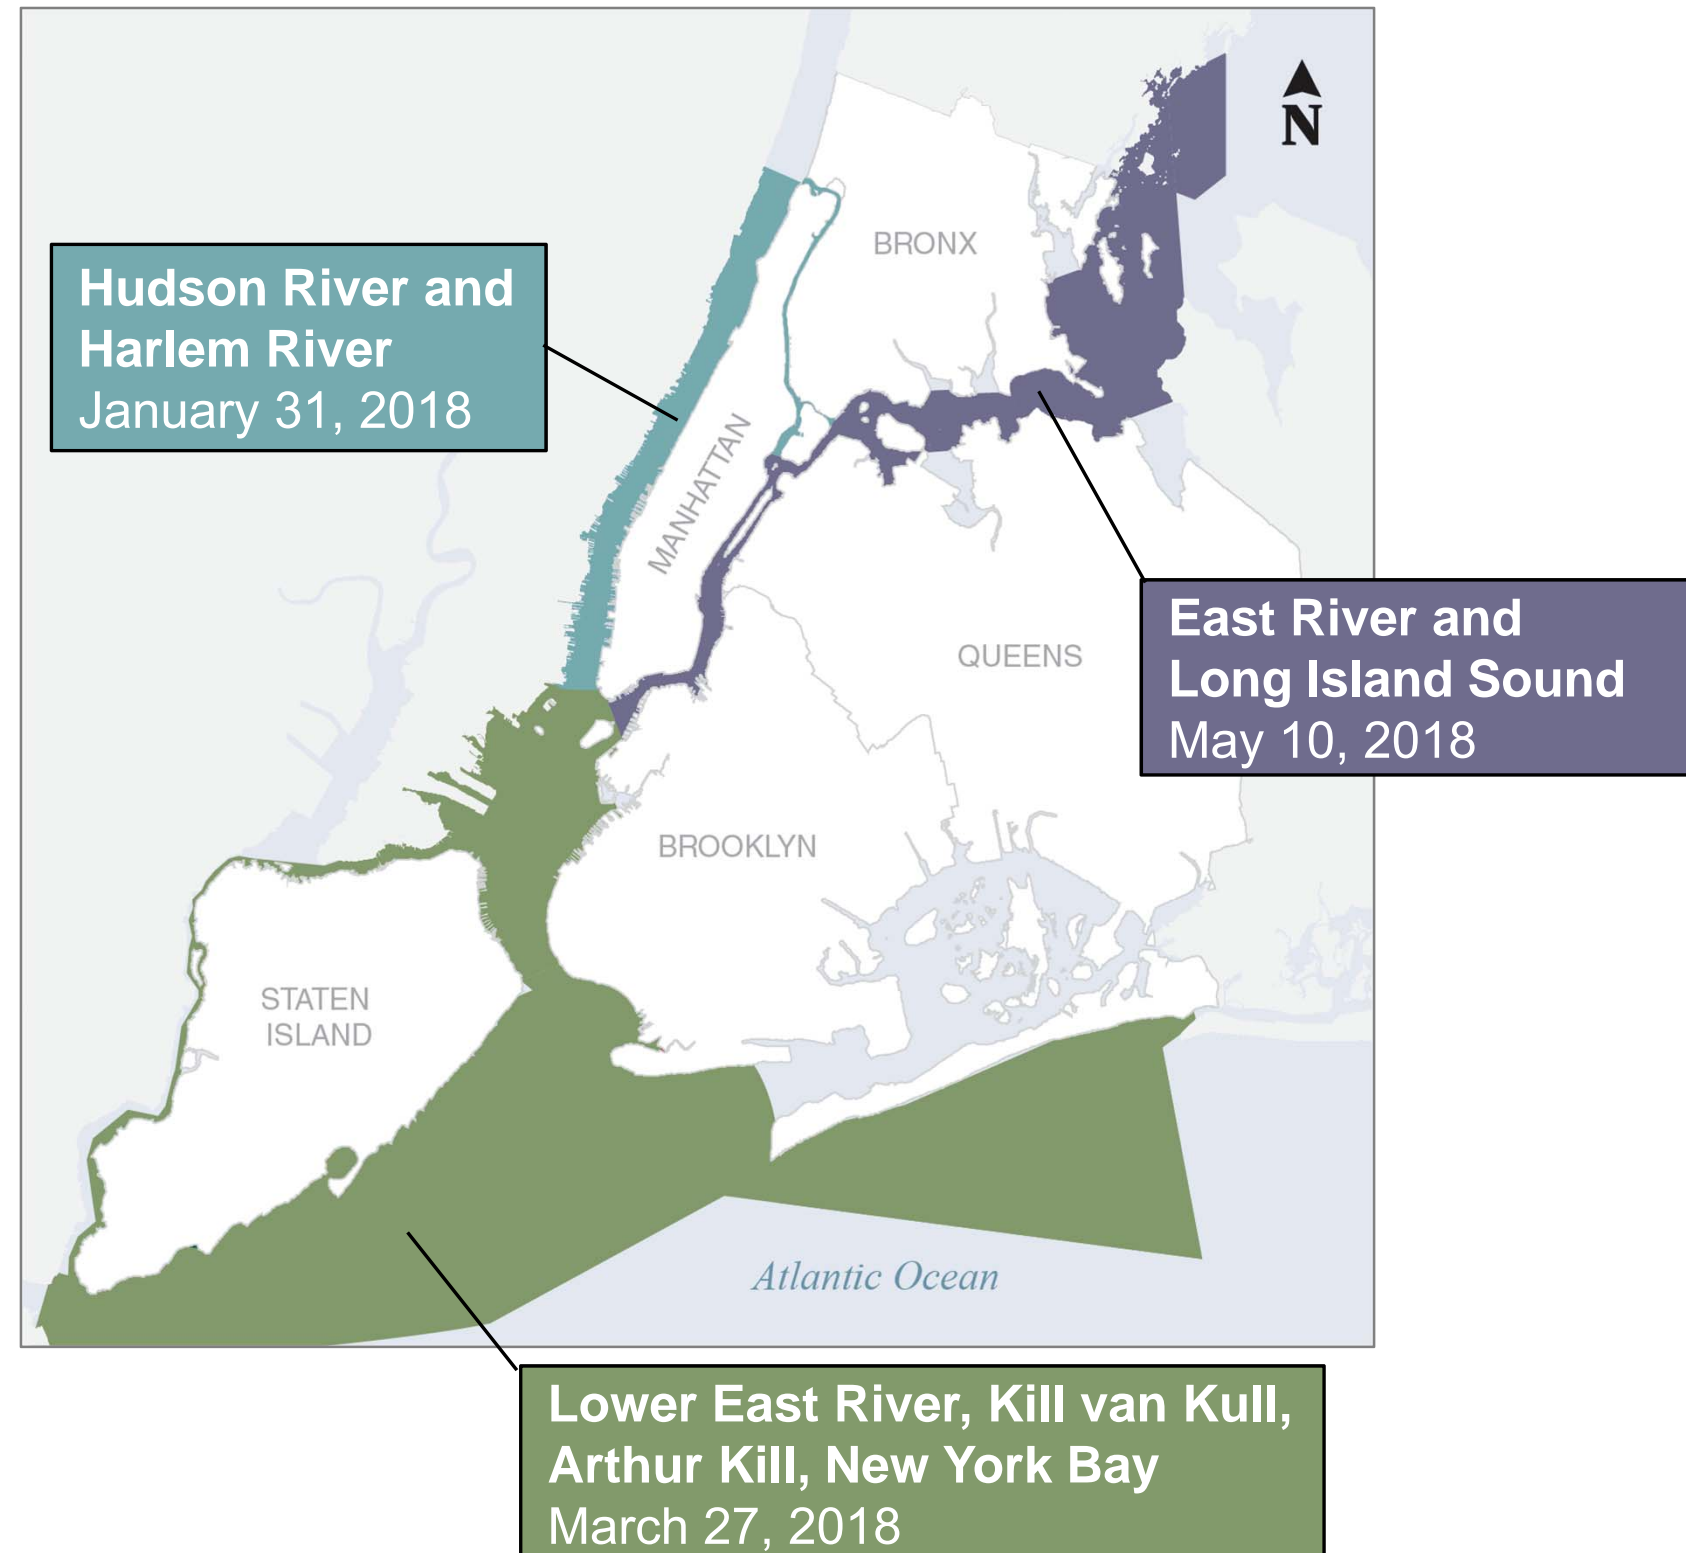 N
BRONX
Hudson River and
Harlem River
January 31, 2018
MANHATTAN
East River and
Long Island Sound
May 10, 2018
QUEENS
BROOKLYN
STATEN
ISLAND
Atlantic Ocean
Lower East River, Kill van Kull,
Arthur Kill, New York Bay
March 27, 2018